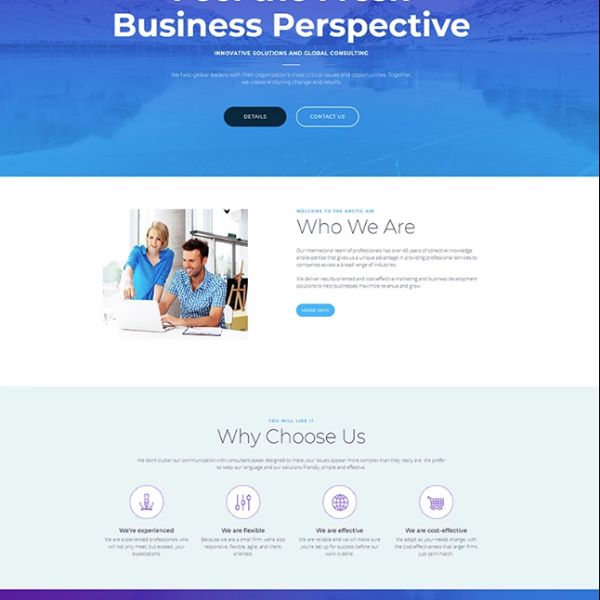 Feel the Fresh
Business Perspective
INNOVATIVE SOLUTIONS AND GLOBAL CONSULTING
We help global leaders with their organization's most critical issues and opportunities. Together,
we create enduring change and results.
DETAILS
CONTACT US
WELCOME TO THE ARCTIC AIR
Who We Are
Our international team of professionals has over 45 years of collective knowledge
and expertise that gives us a unique advantage in providing professional services to
companies across a broad range of industries.
We deliver results-oriented and cost-effective marketing and business development
solutions to help businesses maximize revenue and grow.
MORE INFO
YOU WILL LIKE IT
Why Choose Us
We don't clutter our communication with consultant-speak designed to make your issues appear more complex than they really are. We prefer
to keep our language and our solutions friendly, simple and effective.
We're experienced
We are experienced professionals who
will not only meet, but exceed, your
expectations.
We are flexible
Because we are a small firm, we're also
responsive, flexible, agile, and client-
oriented.
We are effective
We are reliable and we will make sure
you're set up for success before our
work is done.
We are cost-effective
We adapt as your needs change, with
the cost-effectiveness that larger firms
just can't match.